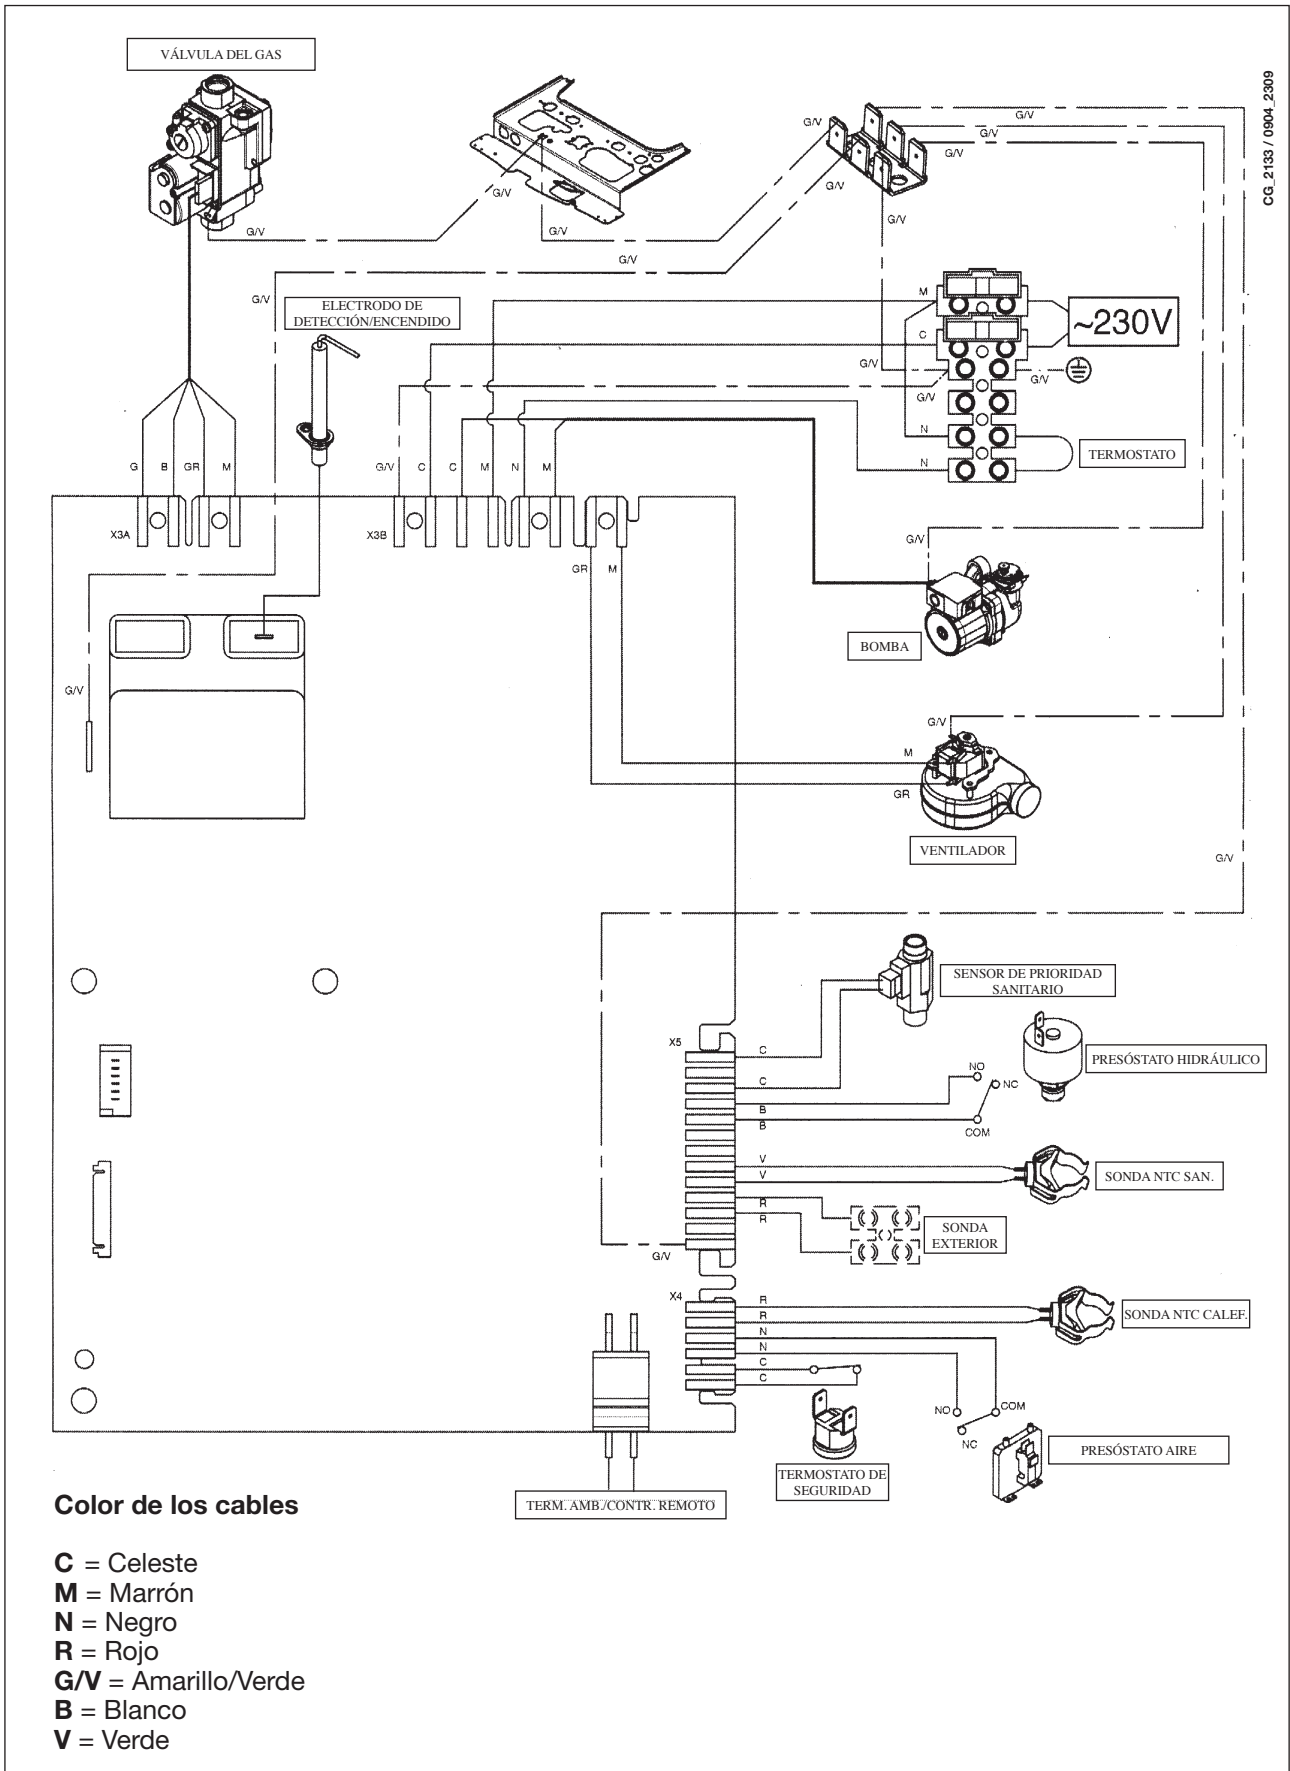 VÁLVULA DEL GAS
CG_2133 / 0904_2309
G/V
G/V
G/V
G/V
G/V
G/V
G/V
G/V
G/V
G/V
G/V
ELECTRODO DE
DETECCIÓN/ENCENDIDO
M
~230V
C
G/V
G/V
G/V
N
TERMOSTATO
N
G
B
GR
M
G/V
C
C
M
N
M
X3A
X3B
GR
M
G/V
BOMBA
G/V
G/V
M
GR
VENTILADOR
G/V
SENSOR DE PRIORIDAD
SANITARIO
X5
C
C
B
B
NO
NC
COM
PRESÓSTATO HIDRÁULICO
V
V
SONDA NTC SAN.
R
R
SONDA
EXTERIOR
G/V
X4
R
R
N
N
C
C
SONDA NTC CALEF.
NO
COM
NC
PRESÓSTATO AIRE
TERMOSTATO DE
SEGURIDAD
TERM. AMB./CONTR. REMOTO
Color de los cables
C = Celeste
M = Marrón
N = Negro
R = Rojo
G/V = Amarillo/Verde
B = Blanco
V = Verde